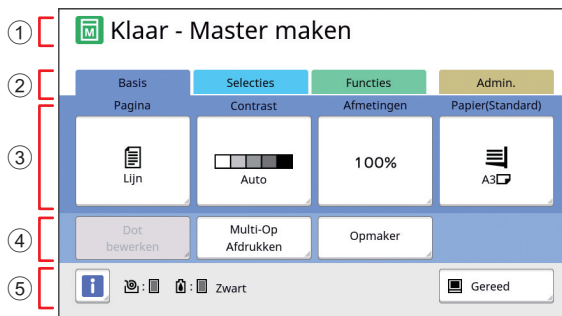 ① M Klaar - Master maken
② Basis Selecties Functies Admin.
③ Pagina Contrast Afmetingen Papier(Standard)
Lijn Auto 100% A3
④ Dot bewerken Multi-Op Afdrukken Opmaker
⑤ i : : Zwart Gereed